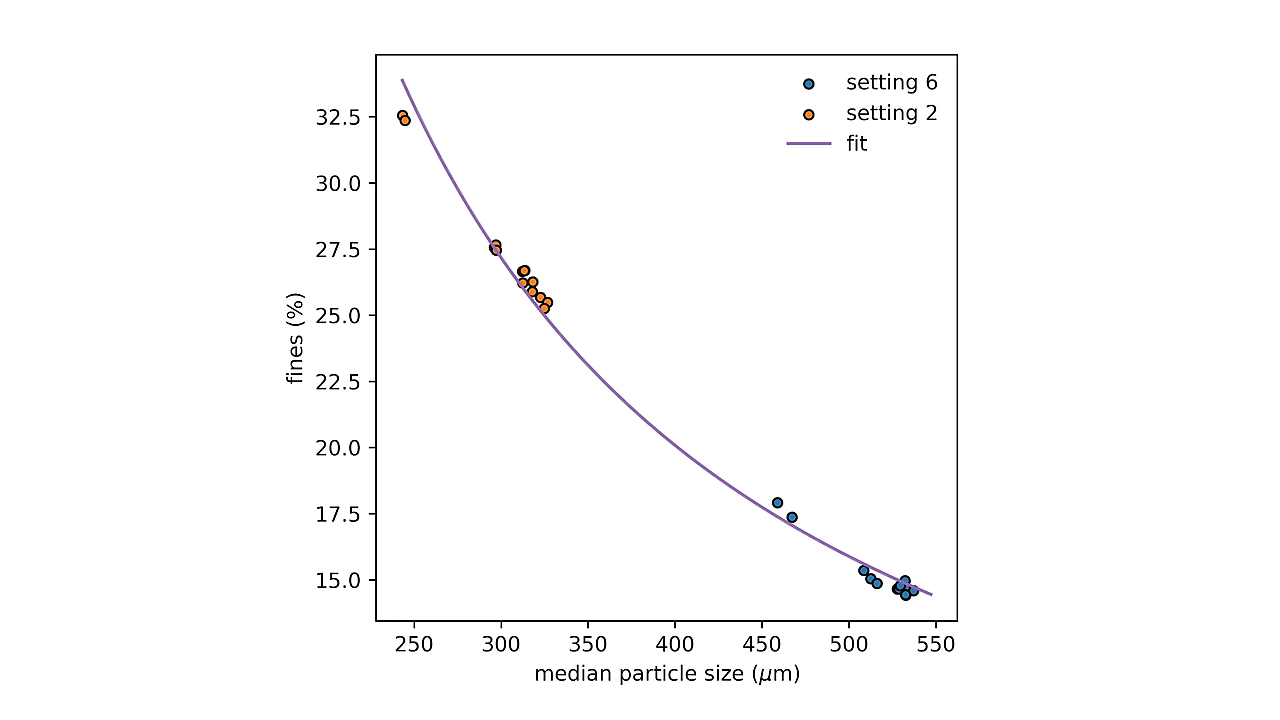 setting 6
setting 2
fit
32.5
30.0
27.5
25.0
22.5
20.0
17.5
15.0
fines (%)
250 300 350 400 450 500 550
median particle size (μm)